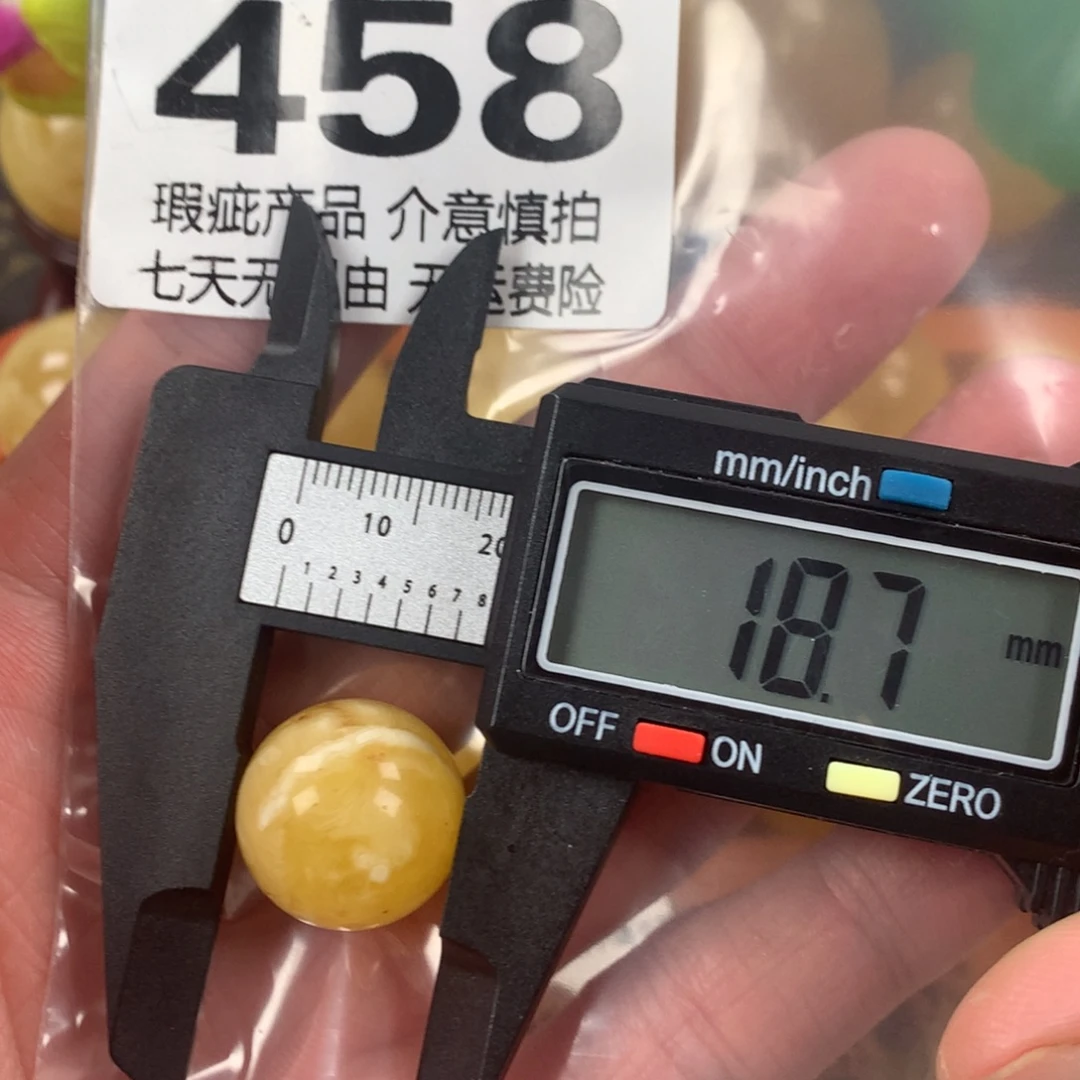 458
瑕疵产品 介意慎拍
七天无 由 无运费险
mm/inch
18.7 mm
0 10 20
1 2 3 4 5 6 7 8
OFF ON
ZERO